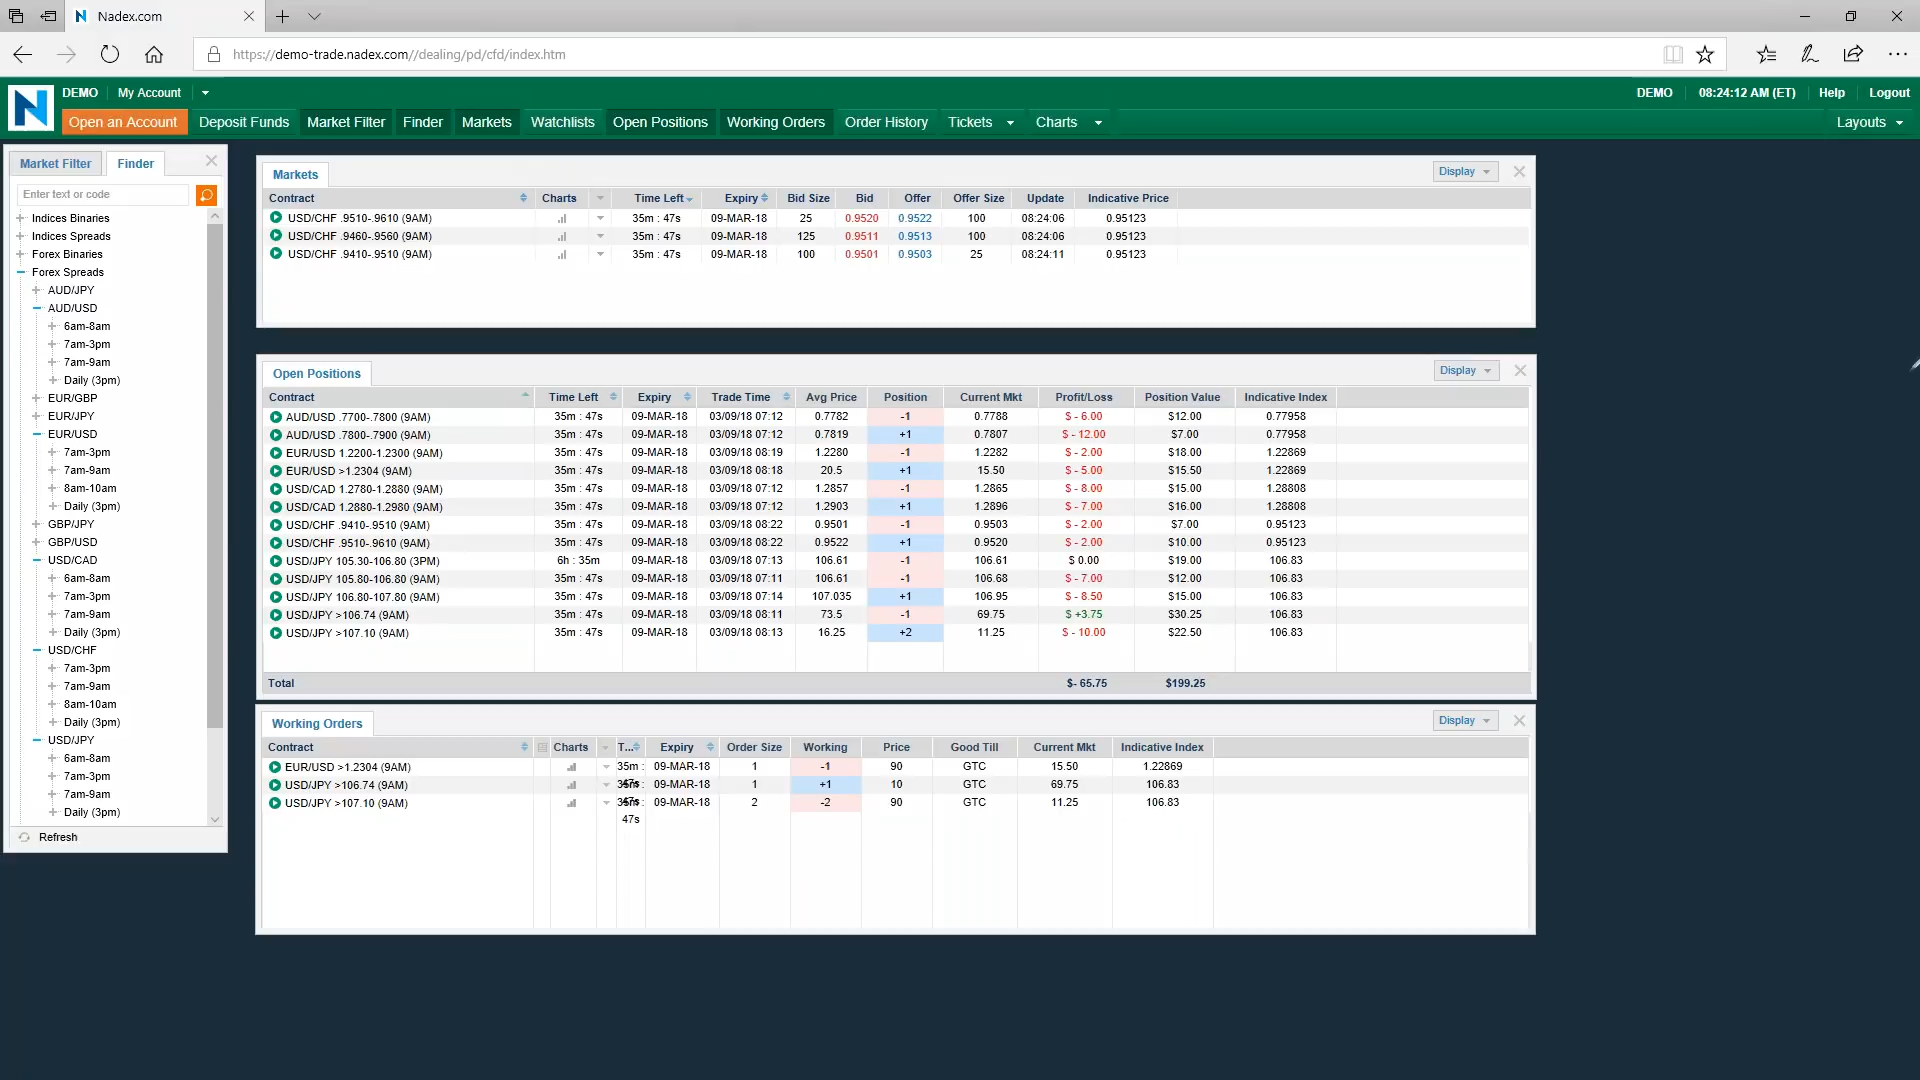 Nadex.com
https://demo-trade.nadex.com//dealing/pd/cfd/index.htm
N DEMO My Account DEMO 08:24:12 AM (ET) Help Logout
Open an Account Deposit Funds Market Filter Finder Markets Watchlists Open Positions Working Orders Order History Tickets Charts Layouts
Market Filter Finder
Enter text or code
Indices Binaries
Indices Spreads
Forex Binaries
Forex Spreads
AUD/JPY
AUD/USD
6am-8am
7am-3pm
7am-9am
Daily (3pm)
EUR/GBP
EUR/JPY
EUR/USD
7am-3pm
7am-9am
8am-10am
Daily (3pm)
GBP/JPY
GBP/USD
USD/CAD
6am-8am
7am-3pm
7am-9am
Daily (3pm)
USD/CHF
7am-3pm
7am-9am
8am-10am
Daily (3pm)
USD/JPY
6am-8am
7am-3pm
7am-9am
Daily (3pm)
Refresh
Markets Display
Contract Charts Time Left Expiry Bid Size Bid Offer Offer Size Update Indicative Price
USD/CHF .9510-.9610 (9AM) 35m : 47s 09-MAR-18 25 0.9520 0.9522 100 08:24:06 0.95123
USD/CHF .9460-.9560 (9AM) 35m : 47s 09-MAR-18 125 0.9511 0.9513 100 08:24:06 0.95123
USD/CHF .9410-.9510 (9AM) 35m : 47s 09-MAR-18 100 0.9501 0.9503 25 08:24:11 0.95123
Open Positions Display
Contract Time Left Expiry Trade Time Avg Price Position Current Mkt Profit/Loss Position Value Indicative Index
AUD/USD .7700-.7800 (9AM) 35m : 47s 09-MAR-18 03/09/18 07:12 0.7782 -1 0.7788 $ - 6.00 $12.00 0.77958
AUD/USD .7800-.7900 (9AM) 35m : 47s 09-MAR-18 03/09/18 07:12 0.7819 +1 0.7807 $ - 12.00 $7.00 0.77958
EUR/USD 1.2200-1.2300 (9AM) 35m : 47s 09-MAR-18 03/09/18 08:19 1.2280 -1 1.2282 $ - 2.00 $18.00 1.22869
EUR/USD >1.2304 (9AM) 35m : 47s 09-MAR-18 03/09/18 08:18 20.5 +1 15.50 $ - 5.00 $15.50 1.22869
USD/CAD 1.2780-1.2880 (9AM) 35m : 47s 09-MAR-18 03/09/18 07:12 1.2857 -1 1.2865 $ - 8.00 $15.00 1.28808
USD/CAD 1.2880-1.2980 (9AM) 35m : 47s 09-MAR-18 03/09/18 07:12 1.2903 +1 1.2896 $ - 7.00 $16.00 1.28808
USD/CHF .9410-.9510 (9AM) 35m : 47s 09-MAR-18 03/09/18 08:22 0.9501 -1 0.9503 $ - 2.00 $7.00 0.95123
USD/CHF .9510-.9610 (9AM) 35m : 47s 09-MAR-18 03/09/18 08:22 0.9522 +1 0.9520 $ - 2.00 $10.00 0.95123
USD/JPY 105.30-106.80 (3PM) 6h : 35m 09-MAR-18 03/09/18 07:13 106.61 -1 106.61 $ 0.00 $19.00 106.83
USD/JPY 105.80-106.80 (9AM) 35m : 47s 09-MAR-18 03/09/18 07:11 106.61 -1 106.68 $ - 7.00 $12.00 106.83
USD/JPY 106.80-107.80 (9AM) 35m : 47s 09-MAR-18 03/09/18 07:14 107.035 +1 106.95 $ - 8.50 $15.00 106.83
USD/JPY >106.74 (9AM) 35m : 47s 09-MAR-18 03/09/18 08:11 73.5 -1 69.75 $ +3.75 $30.25 106.83
USD/JPY >107.10 (9AM) 35m : 47s 09-MAR-18 03/09/18 08:13 16.25 +2 11.25 $ - 10.00 $22.50 106.83
Total $- 65.75 $199.25
Working Orders Display
Contract Charts T... Expiry Order Size Working Price Good Till Current Mkt Indicative Index
EUR/USD >1.2304 (9AM) 35m : 09-MAR-18 1 -1 90 GTC 15.50 1.22869
USD/JPY >106.74 (9AM) 09-MAR-18 1 +1 10 GTC 69.75 106.83
USD/JPY >107.10 (9AM) 09-MAR-18 2 -2 90 GTC 11.25 106.83
47s